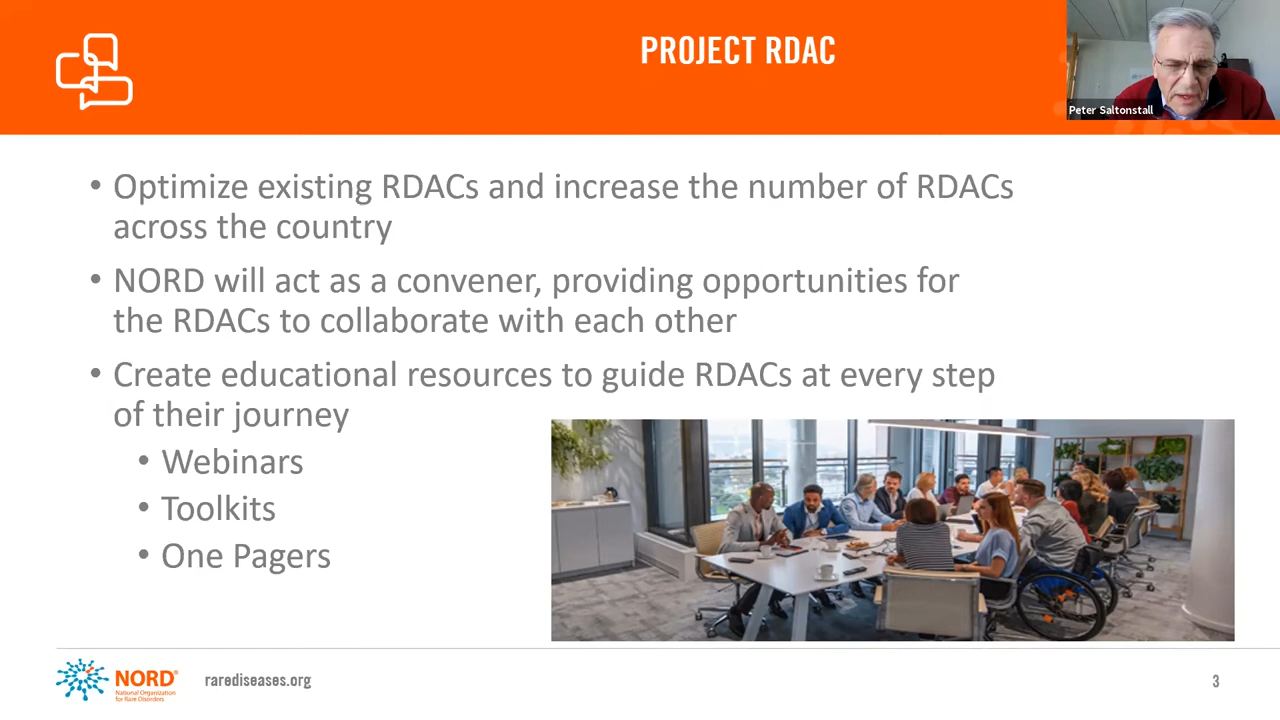 PROJECT RDAC
Peter Saltonstall
• Optimize existing RDACs and increase the number of RDACs
across the country
• NORD will act as a convener, providing opportunities for
the RDACs to collaborate with each other
• Create educational resources to guide RDACs at every step
of their journey
• Webinars
• Toolkits
• One Pagers
NORD®
National Organization
for Rare Disorders
rarediseases.org
3